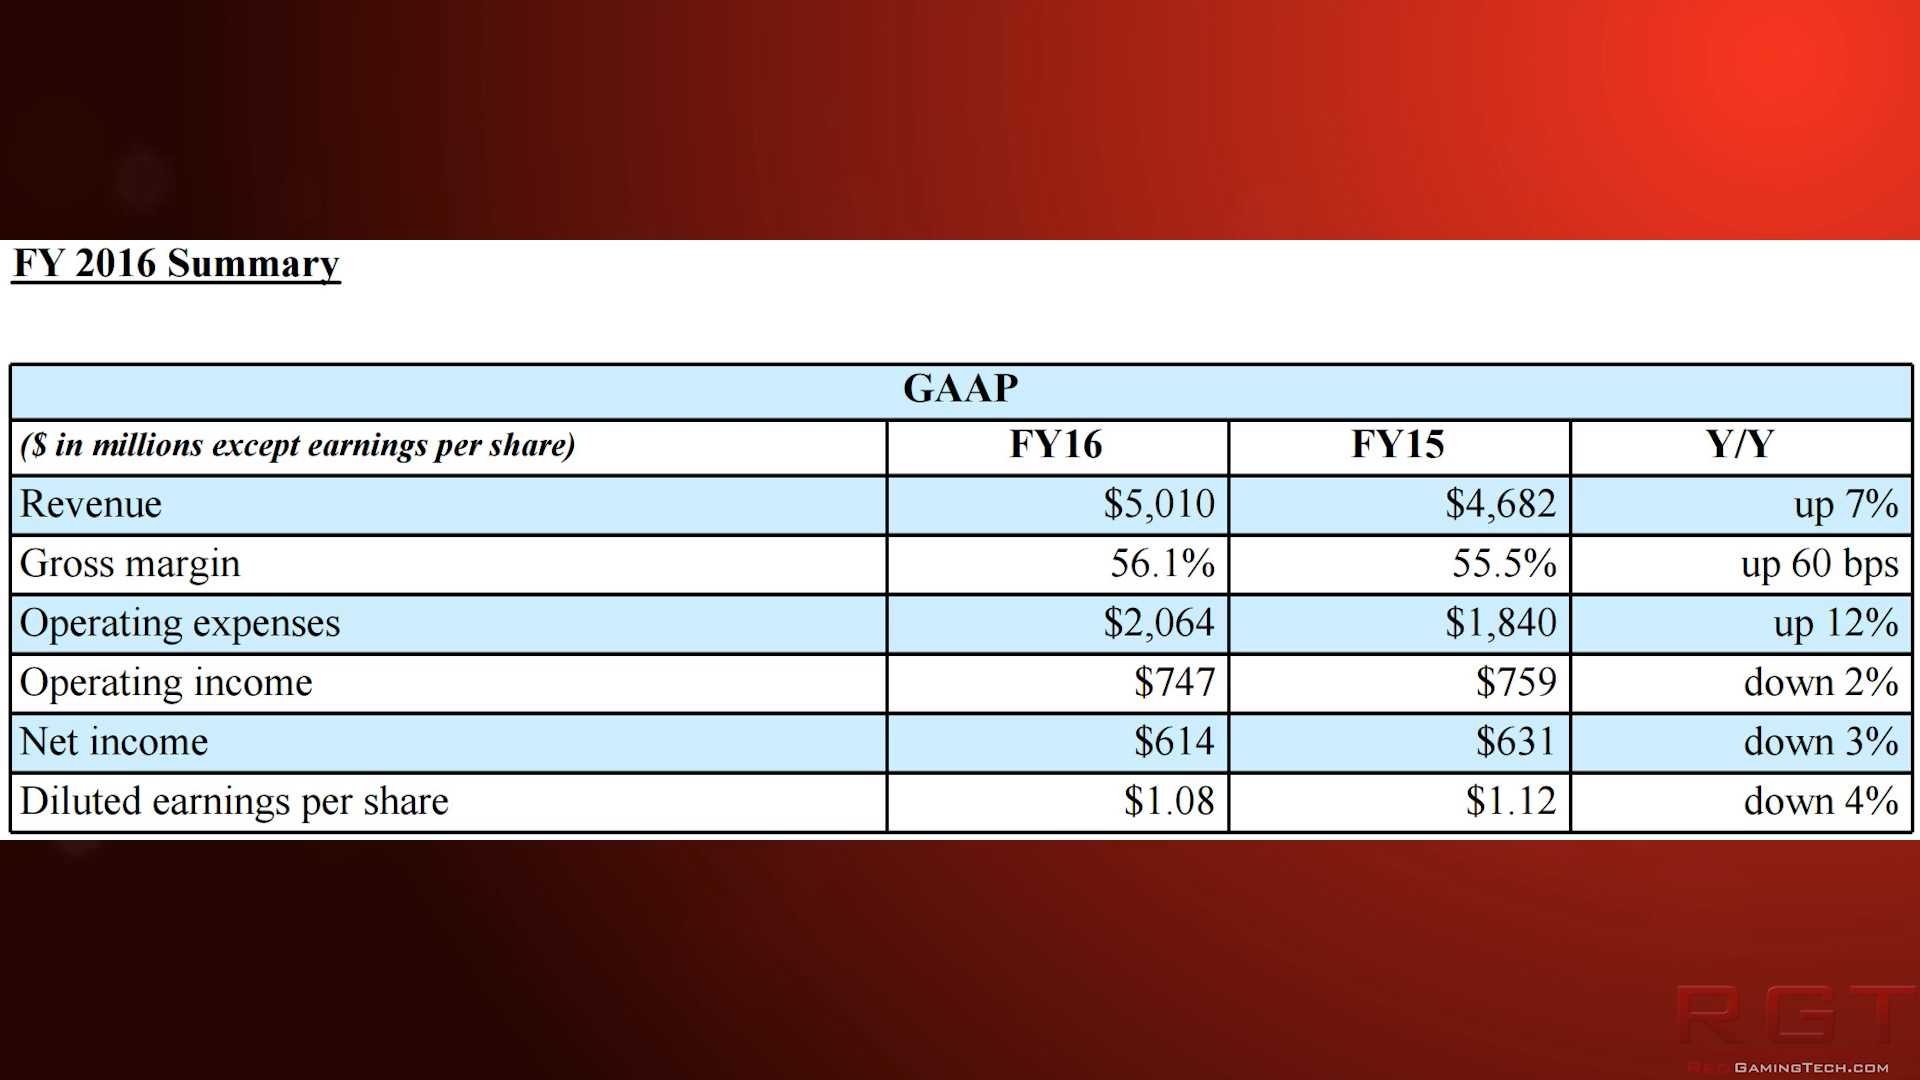 FY 2016 Summary
GAAP
($ in millions except earnings per share) FY16 FY15 Y/Y
Revenue $5,010 $4,682 up 7%
Gross margin 56.1% 55.5% up 60 bps
Operating expenses $2,064 $1,840 up 12%
Operating income $747 $759 down 2%
Net income $614 $631 down 3%
Diluted earnings per share $1.08 $1.12 down 4%
RGT
RedGamingTech.com